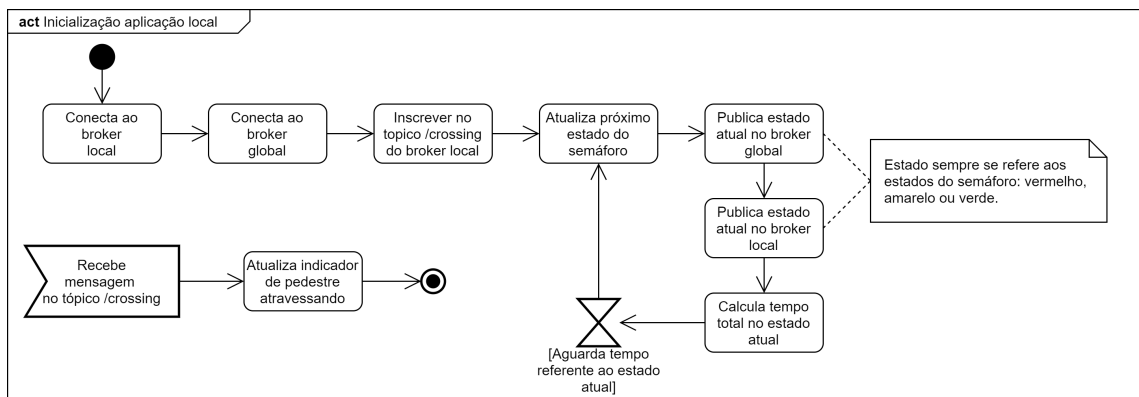 act Inicialização aplicação local
Conecta ao
broker
local
Conecta ao
broker
global
Inscrever no
topico /crossing
do broker local
Atualiza próximo
estado do
semáforo
Publica estado
atual no broker
global
Estado sempre se refere aos
estados do semáforo: vermelho,
amarelo ou verde.
Publica estado
atual no broker
local
Recebe
mensagem
no tópico /crossing
Atualiza indicador
de pedestre
atravessando
Calcula tempo
total no estado
atual
[Aguarda tempo
referente ao estado
atual]